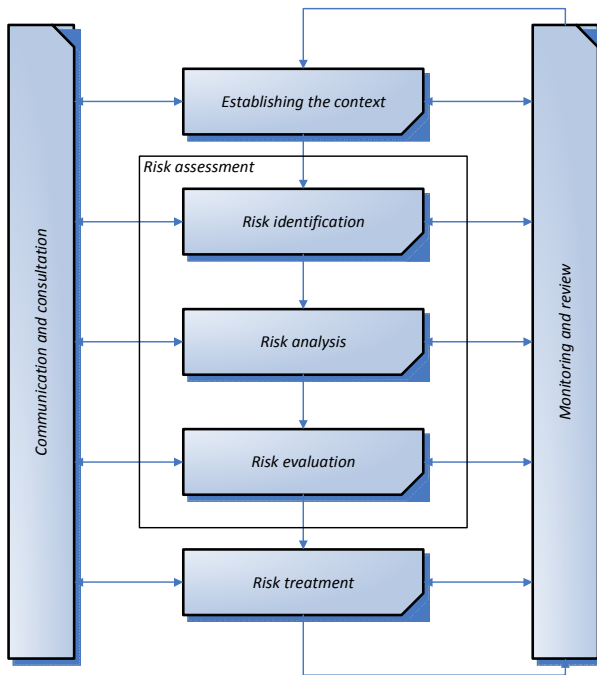 Communication and consultation
Establishing the context
Risk assessment
Risk identification
Risk analysis
Risk evaluation
Risk treatment
Monitoring and review